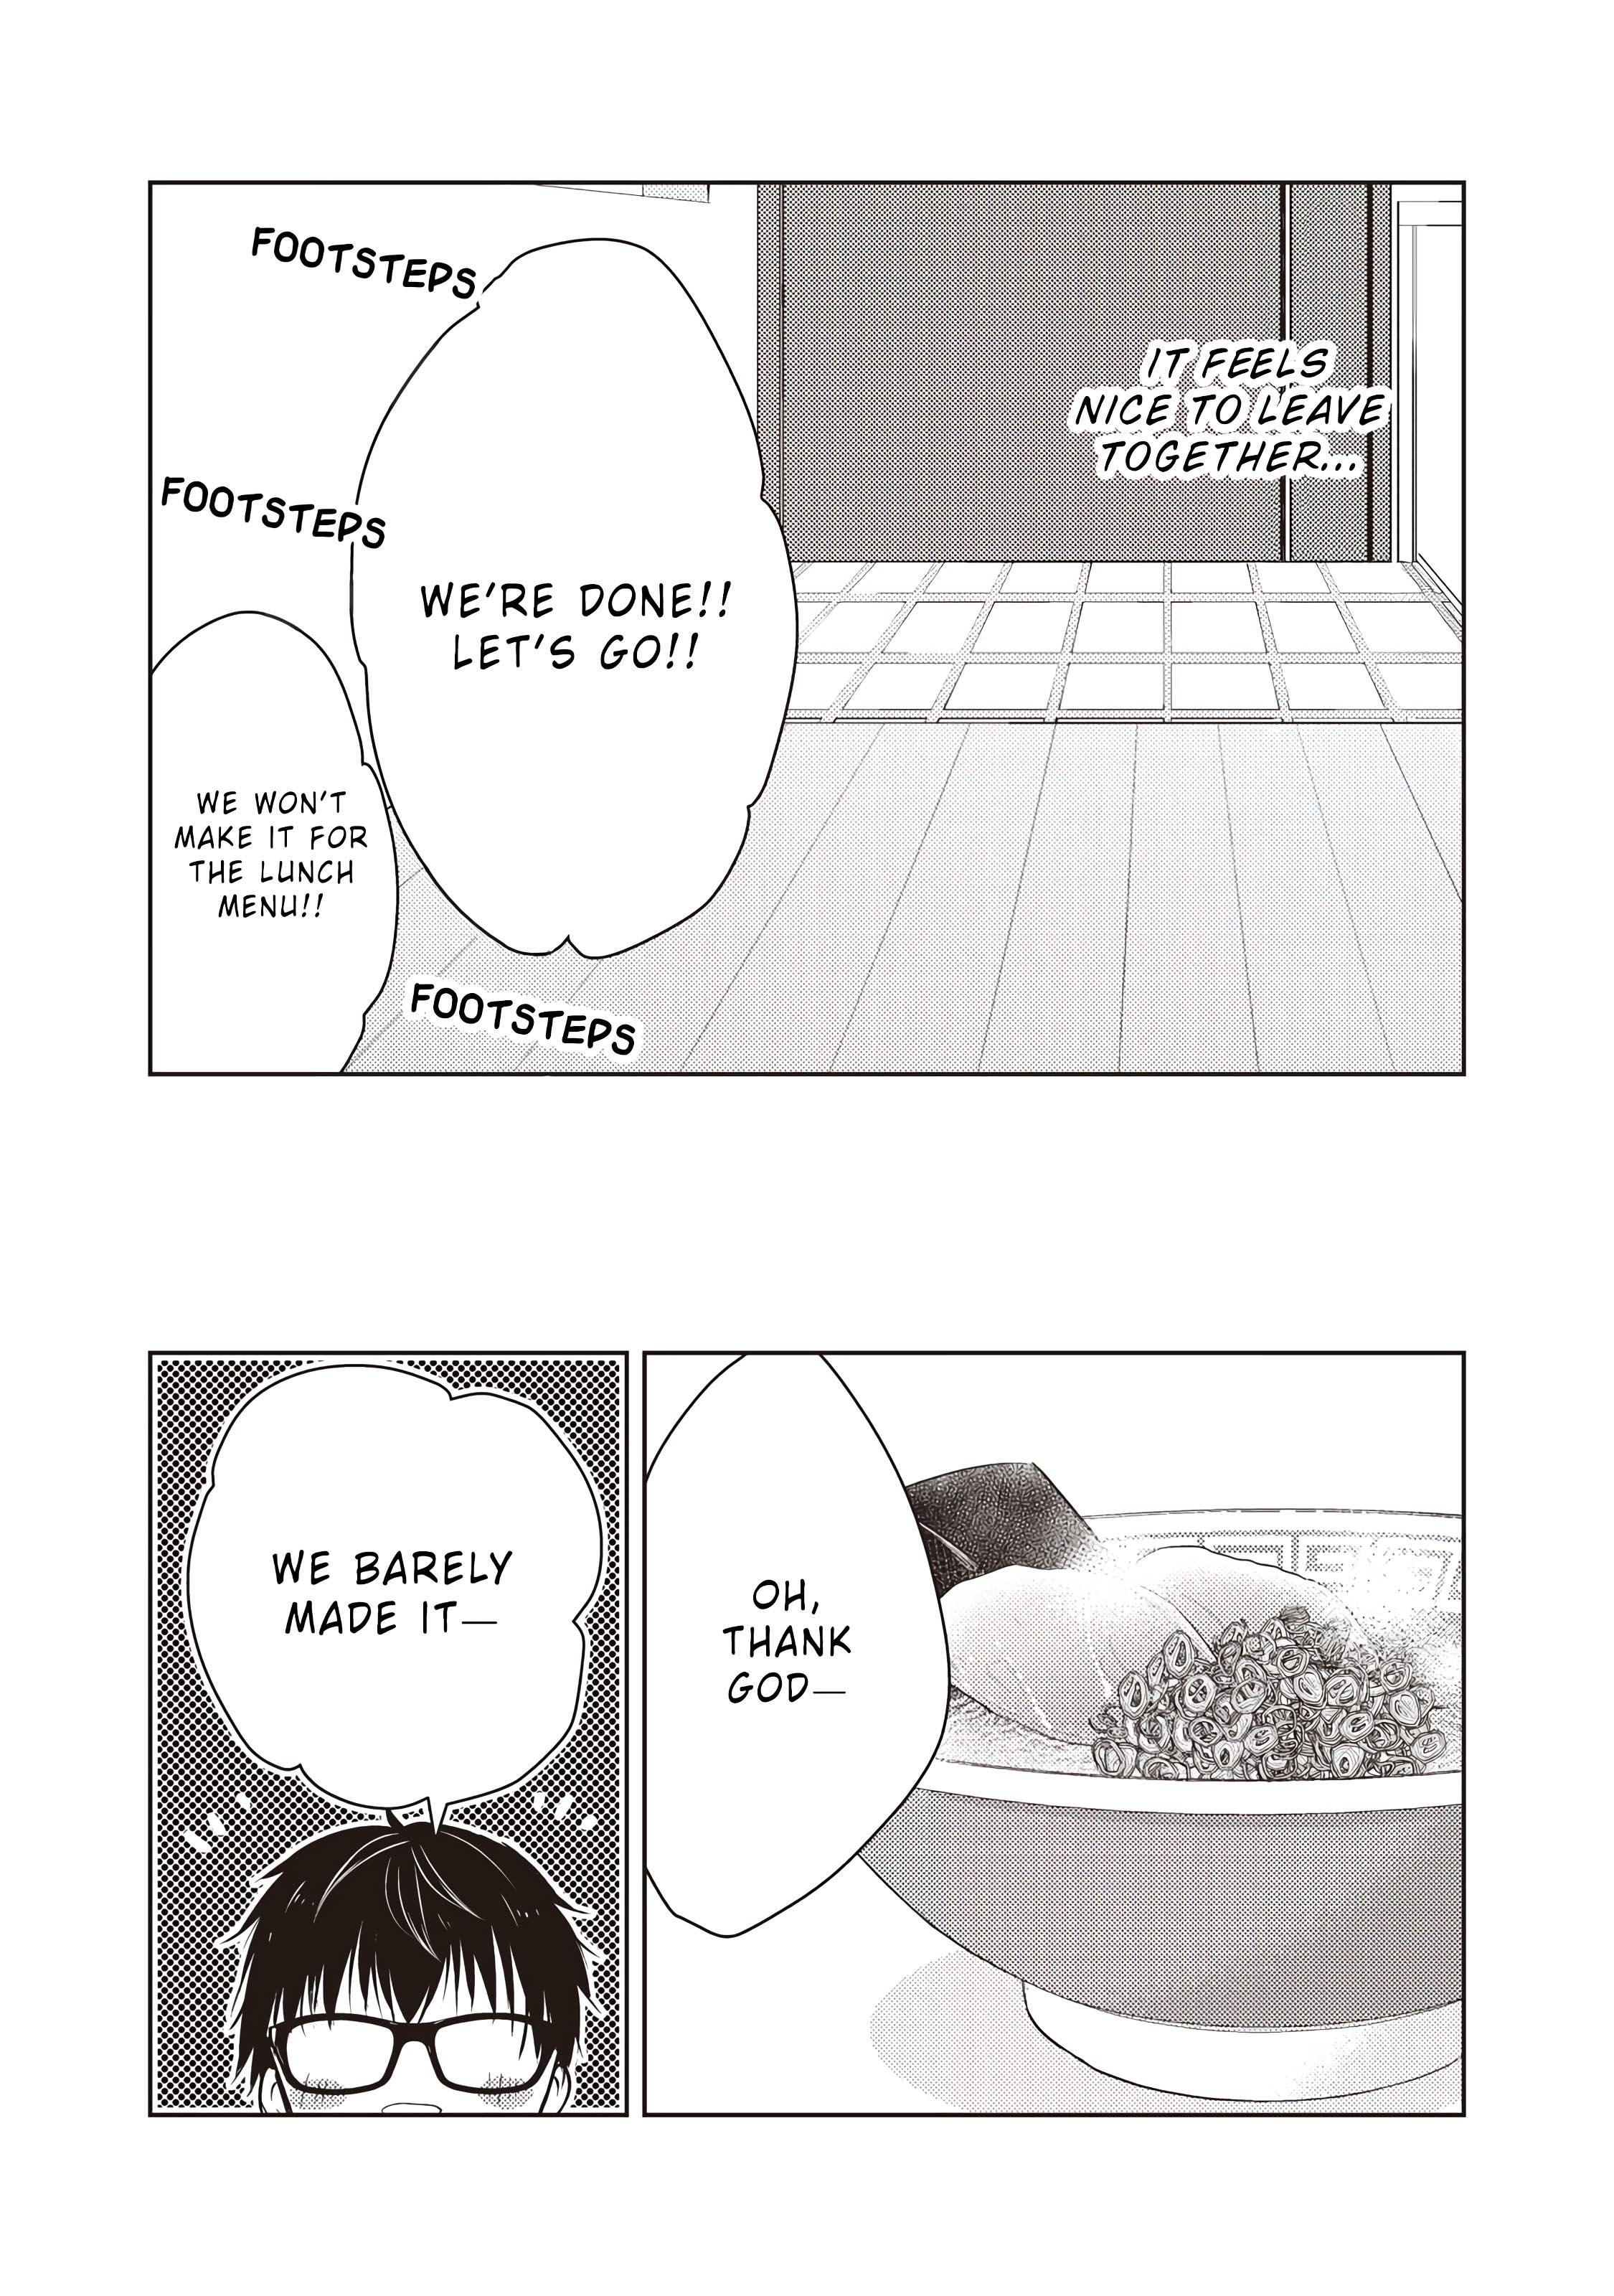 IT FEELS
NICE TO LEAVE
TOGETHER...
FOOTSTEPS
WE'RE DONE!!
LET'S GO!!
FOOTSTEPS
WE WON'T
MAKE IT FOR
THE LUNCH
MENU!!
FOOTSTEPS
OH,
THANK
GOD—
WE BARELY
MADE IT—